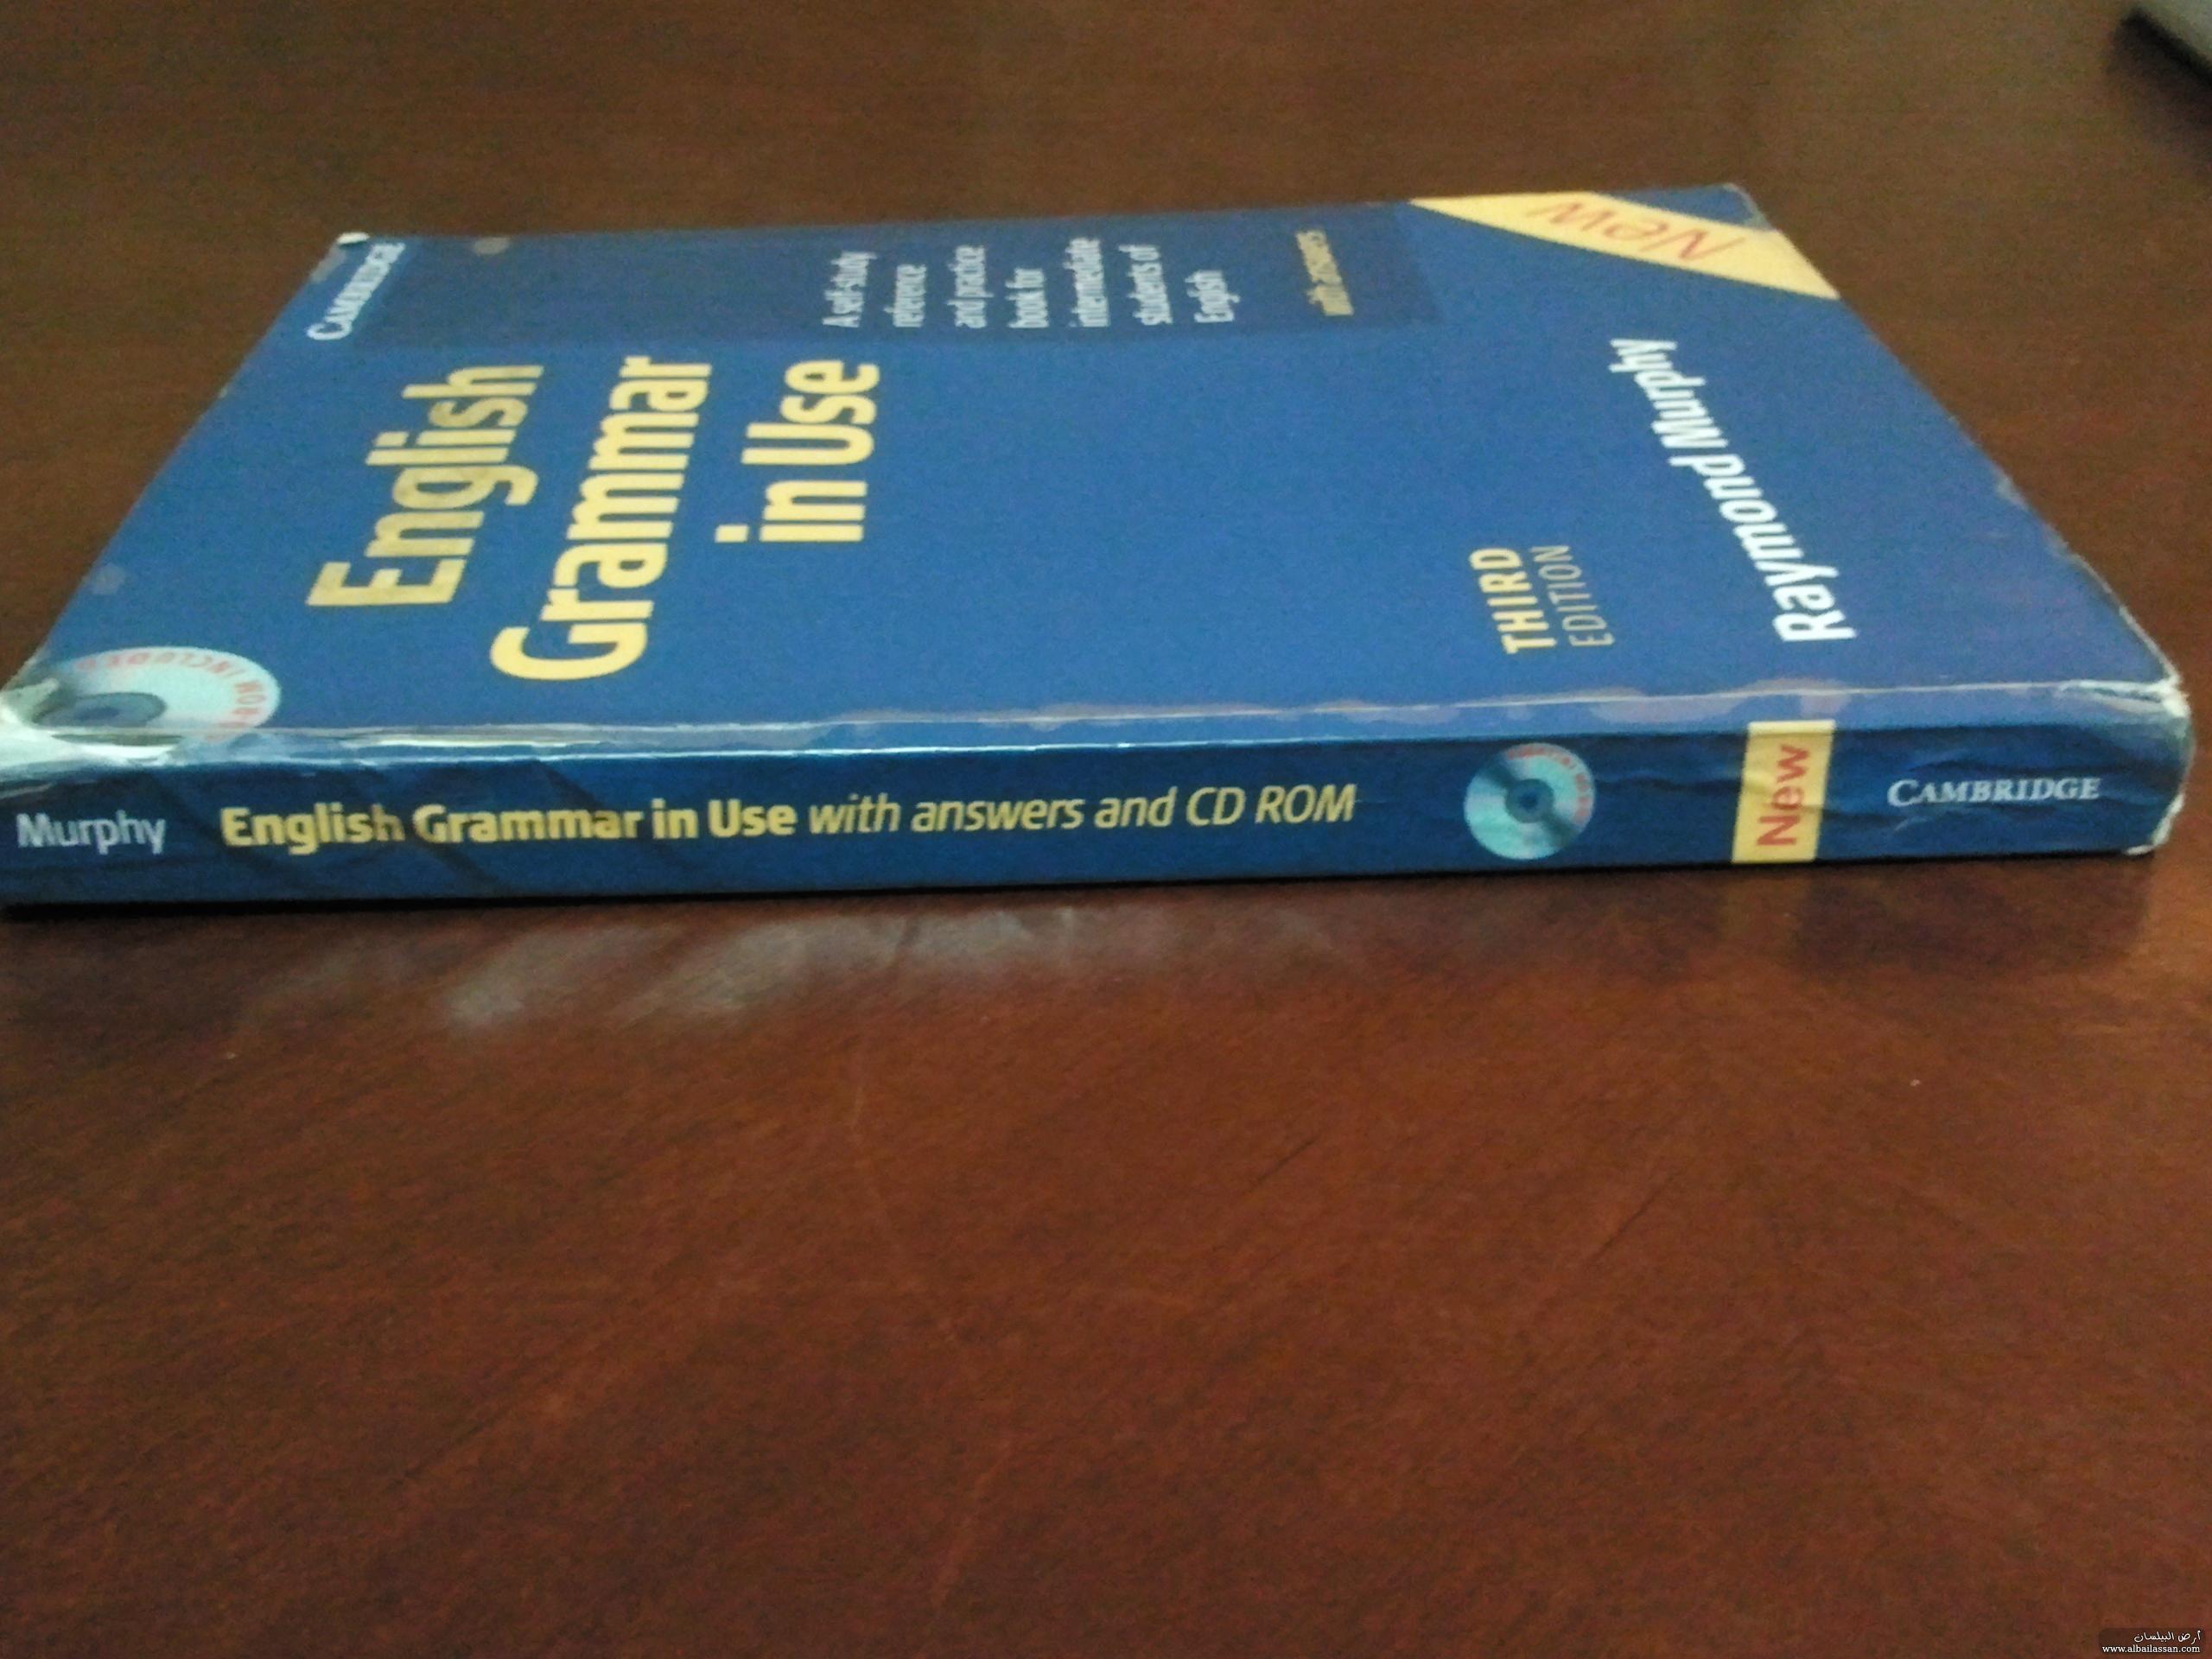 CAMBRIDGE
English
Grammar
in Use
A self-study
reference
and practice
book for
intermediate
students of
English
with answers
New
THIRD
EDITION
Raymond Murphy
ROM INCLUDED
Murphy English Grammar in Use with answers and CD ROM New CAMBRIDGE
أرض البيلسان
www.albailassan.com